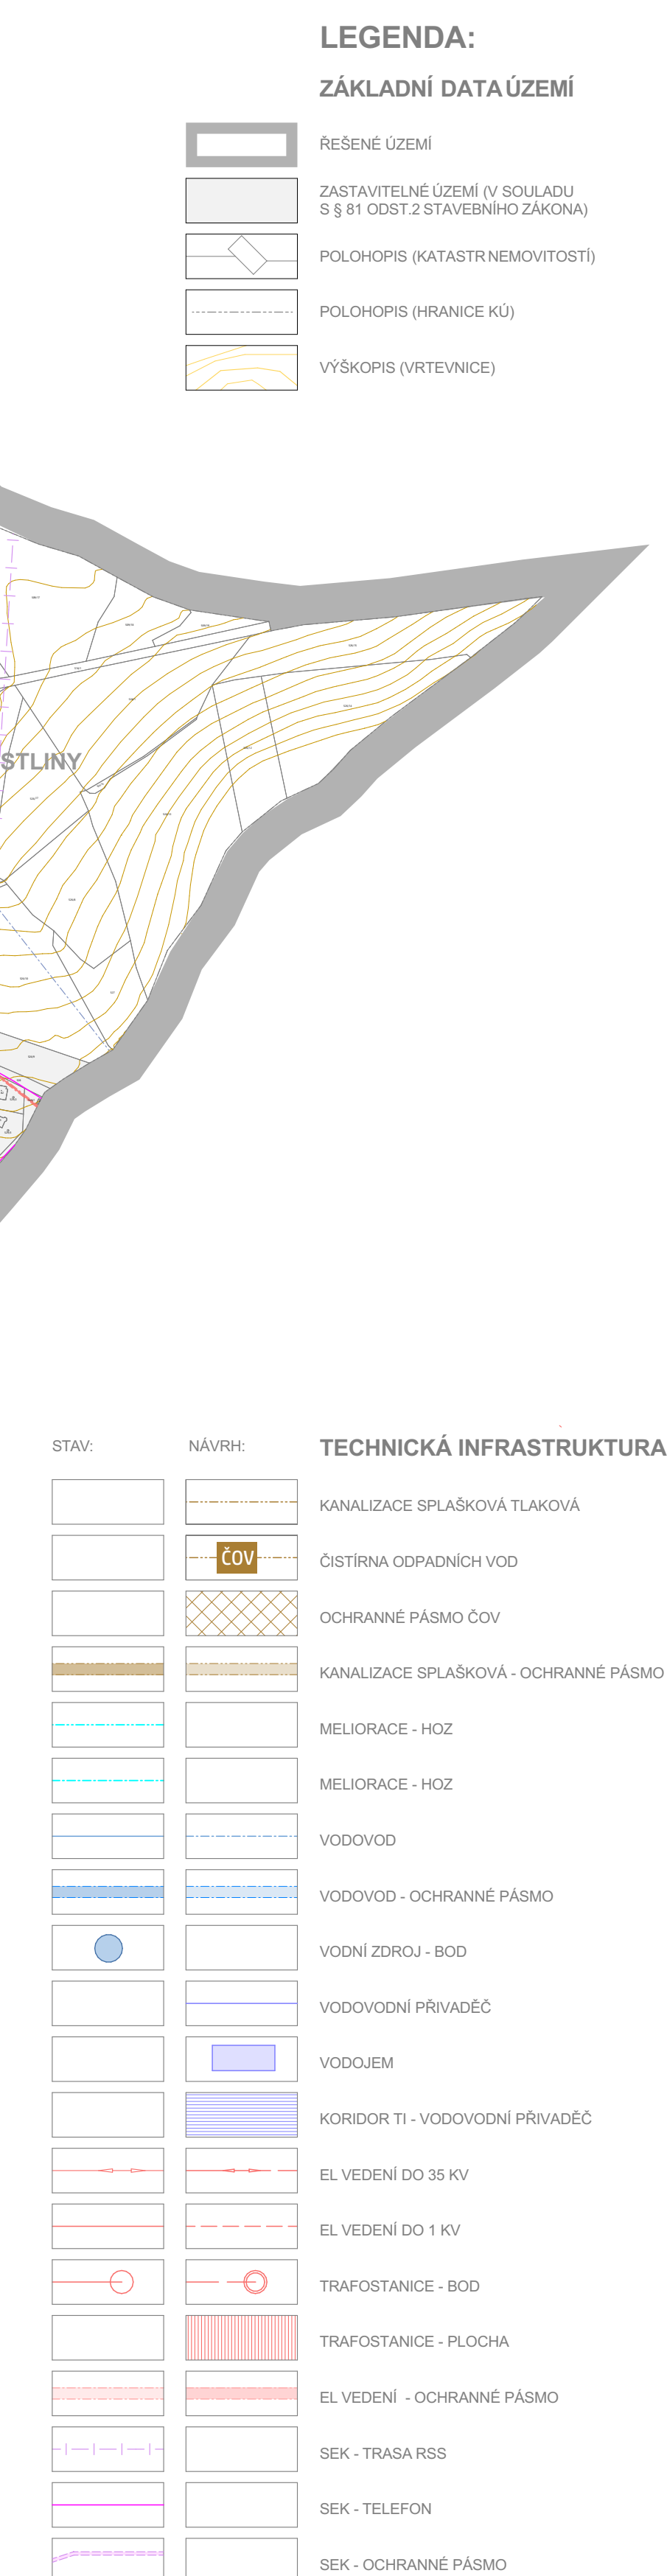 LEGENDA:
ZÁKLADNÍ DATA ÚZEMÍ
ŘEŠENÉ ÚZEMÍ
ZASTAVITELNÉ ÚZEMÍ (V SOULADU
S § 81 ODST.2 STAVEBNÍHO ZÁKONA)
POLOHOPIS (KATASTR NEMOVITOSTÍ)
POLOHOPIS (HRANICE KÚ)
VÝŠKOPIS (VRTEVNICE)
STLINY
STAV:
NÁVRH:
TECHNICKÁ INFRASTRUKTURA
KANALIZACE SPLAŠKOVÁ TLAKOVÁ
ČOV
ČISTÍRNA ODPADNÍCH VOD
OCHRANNÉ PÁSMO ČOV
KANALIZACE SPLAŠKOVÁ - OCHRANNÉ PÁSMO
MELIORACE - HOZ
MELIORACE - HOZ
VODOVOD
VODOVOD - OCHRANNÉ PÁSMO
VODNÍ ZDROJ - BOD
VODOVODNÍ PŘIVADĚČ
VODOJEM
KORIDOR TI - VODOVODNÍ PŘIVADĚČ
EL VEDENÍ DO 35 KV
EL VEDENÍ DO 1 KV
TRAFOSTANICE - BOD
TRAFOSTANICE - PLOCHA
EL VEDENÍ - OCHRANNÉ PÁSMO
SEK - TRASA RSS
SEK - TELEFON
SEK - OCHRANNÉ PÁSMO